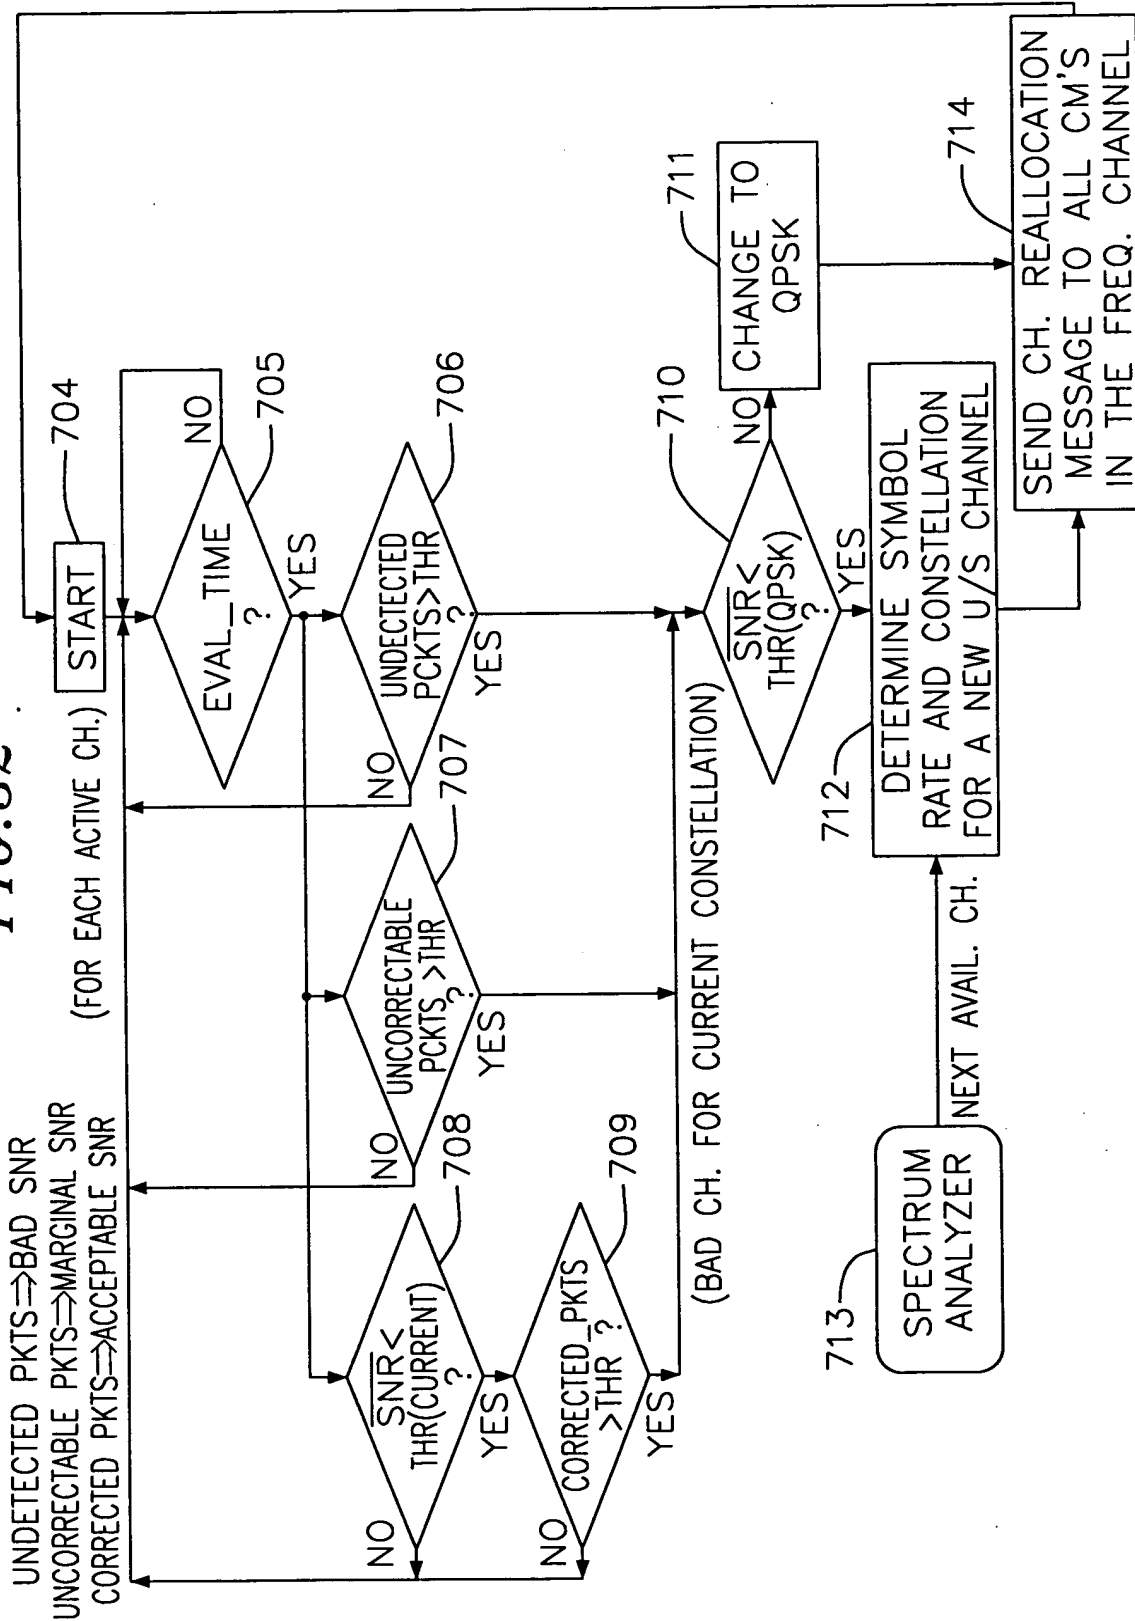 UNDETECTED PKTS⇒BAD SNR
UNCORRECTABLE PKTS⇒MARGINAL SNR
CORRECTED PKTS⇒ACCEPTABLE SNR
(FOR EACH ACTIVE CH.)
START
704
EVAL_TIME
?
705
NO
YES
UNDECTECTED
PCKTS>THR
?
706
NO
YES
UNCORRECTABLE
PCKTS >THR
?
707
NO
YES
SNR<
THR(CURRENT)
?
708
NO
YES
CORRECTED_PKTS
>THR ?
709
NO
YES
(BAD CH. FOR CURRENT CONSTELLATION)
SNR<
THR(QPSK)
?
710
NO
YES
CHANGE TO
QPSK
711
712
DETERMINE SYMBOL
RATE AND CONSTELLATION
FOR A NEW U/S CHANNEL
713
SPECTRUM
ANALYZER
NEXT AVAIL. CH.
714
SEND CH. REALLOCATION
MESSAGE TO ALL CM'S
IN THE FREQ. CHANNEL